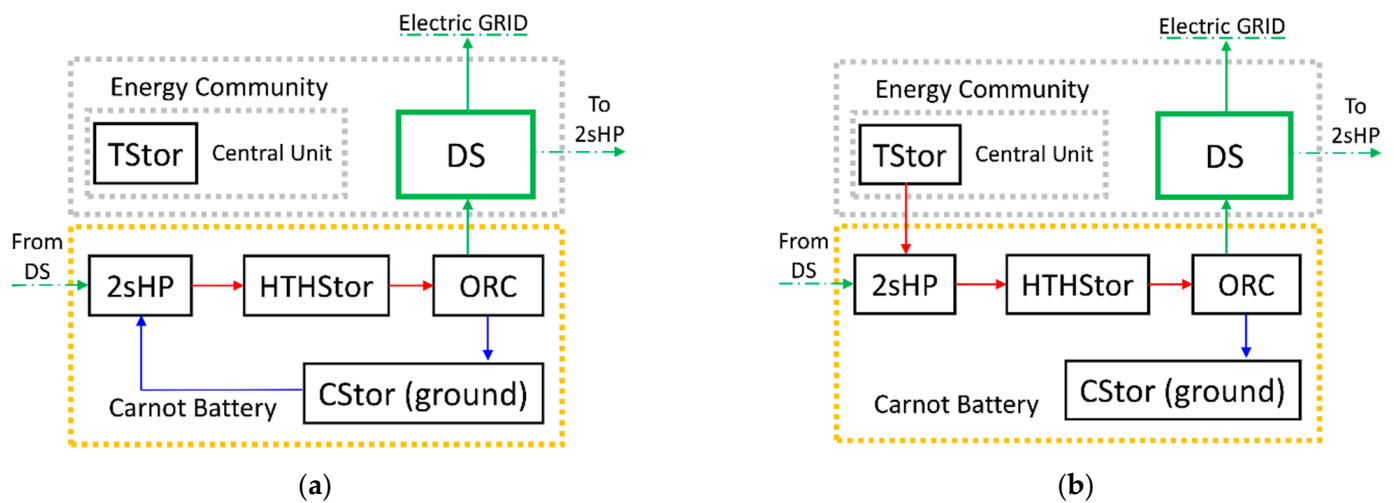 Electric GRID
Energy Community
TStor
Central Unit
DS
To
2sHP
From
DS
2sHP
HTHStor
ORC
CStor (ground)
Carnot Battery
(a)
Electric GRID
Energy Community
TStor
Central Unit
DS
To
2sHP
From
DS
2sHP
HTHStor
ORC
CStor (ground)
Carnot Battery
(b)